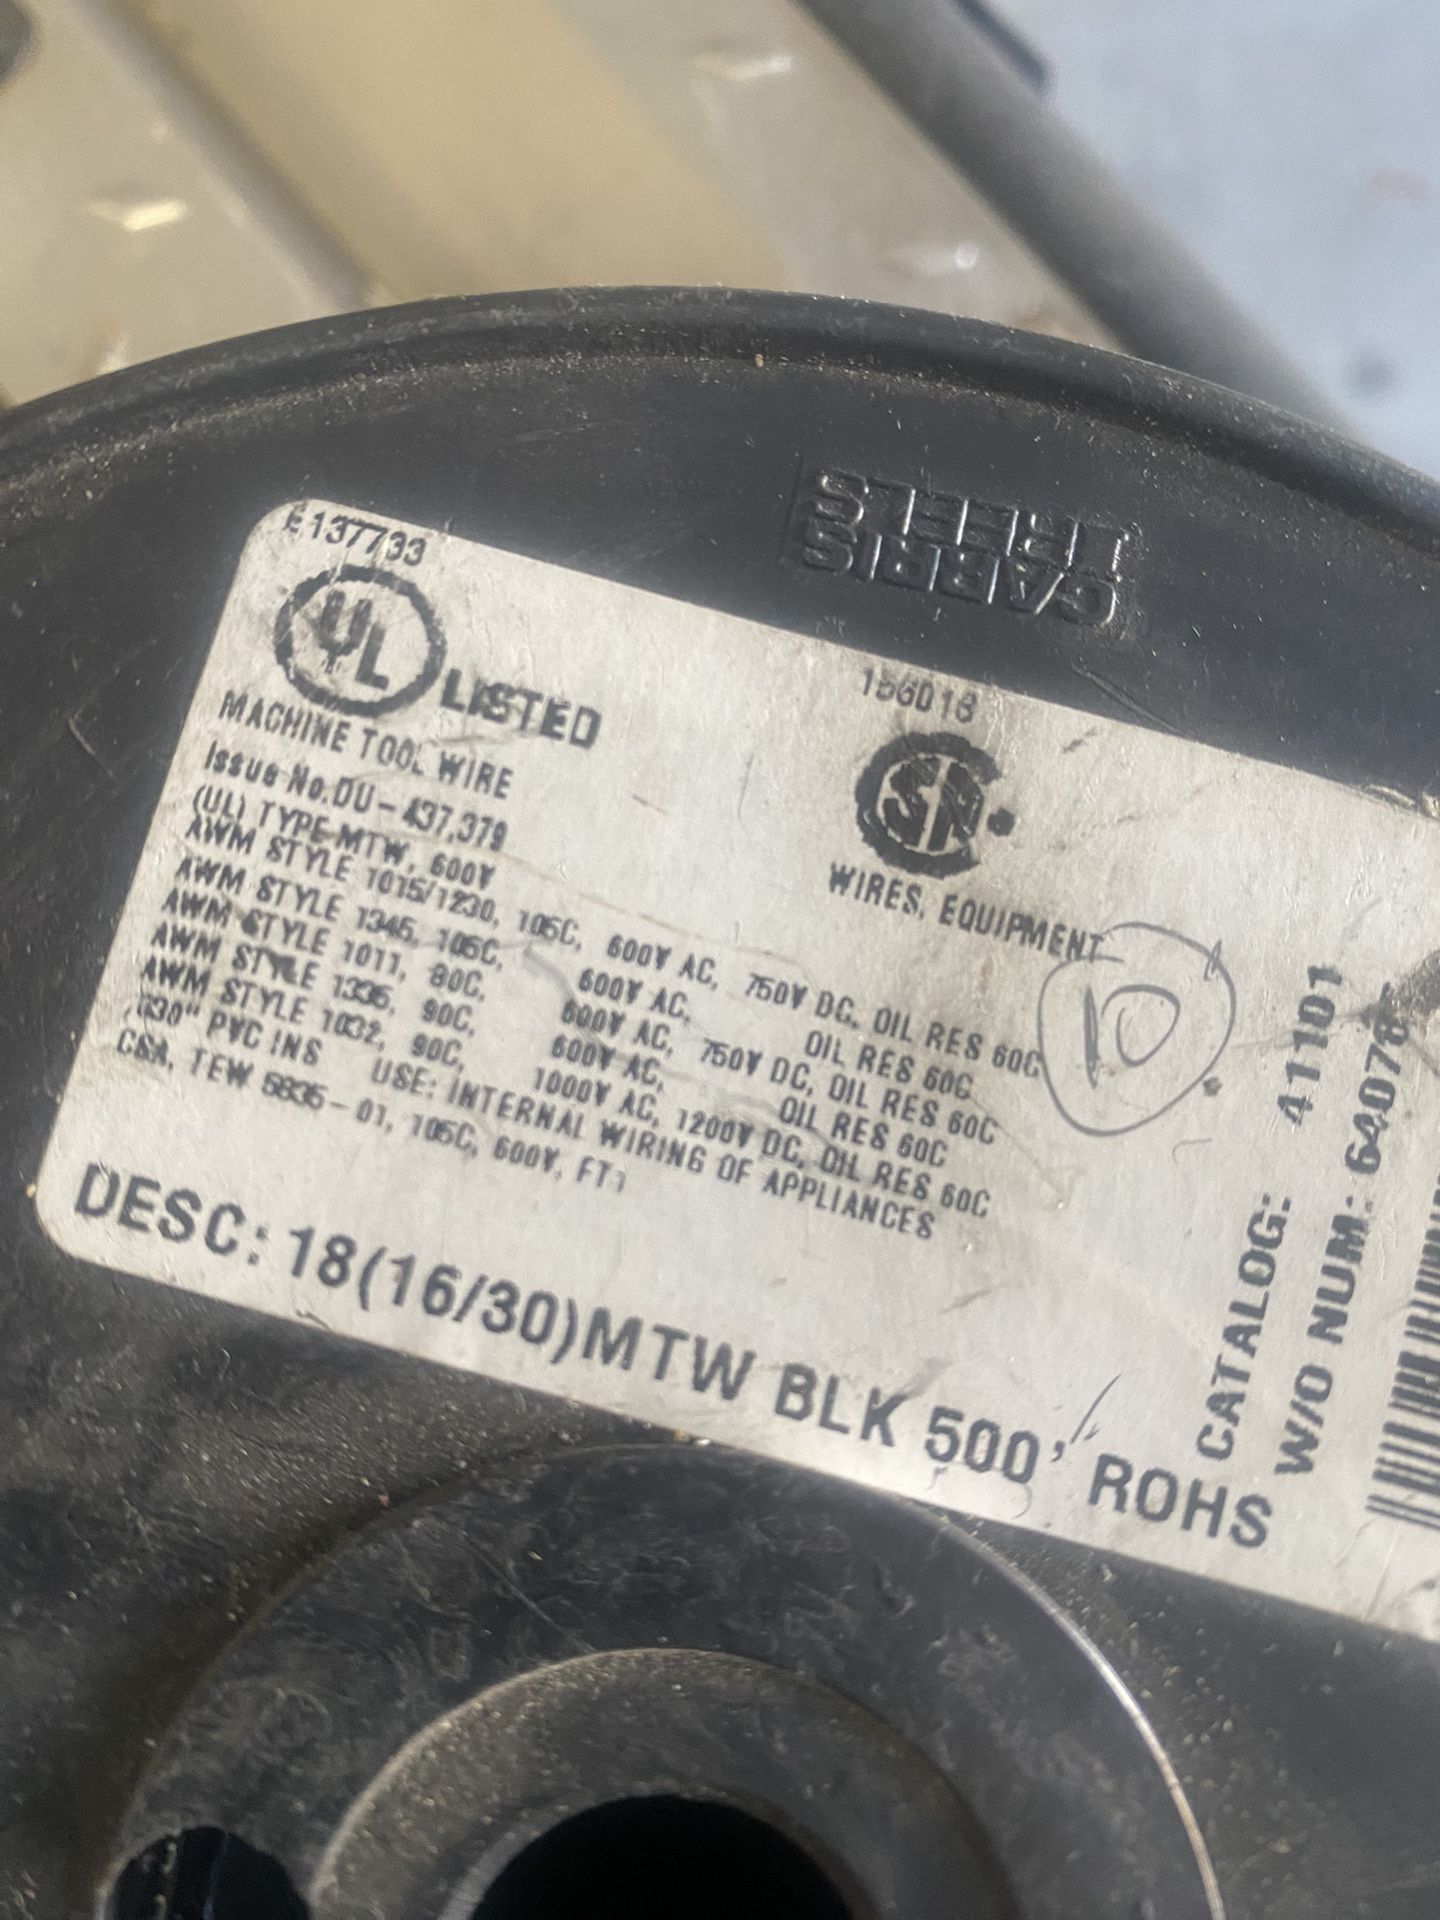 CARRIS
REELS
E137733
UL LISTED
MACHINE TOOL WIRE
Issue No.DU-437,379
(UL) TYPE MTW, 600V
AWM STYLE 1015/1230, 105C, 600V AC, 750V DC, OIL RES 60C
AWM STYLE 1345, 105C, 600V AC, OIL RES 60C
AWM STYLE 1011, 80C, 600V AC, 750V DC, OIL RES 60C
AWM STYLE 1335, 90C, 600V AC, OIL RES 60C
AWM STYLE 1032, 90C, 1000V AC, 1200V DC, OIL RES 60C
.030" PVC INS USE: INTERNAL WIRING OF APPLIANCES
CSA, TEW 5835-01, 105C, 600V, FT1
DESC: 18(16/30)MTW BLK 500' ROHS
156016
WIRES, EQUIPMENT
10
CATALOG: 41101
W/O NUM: